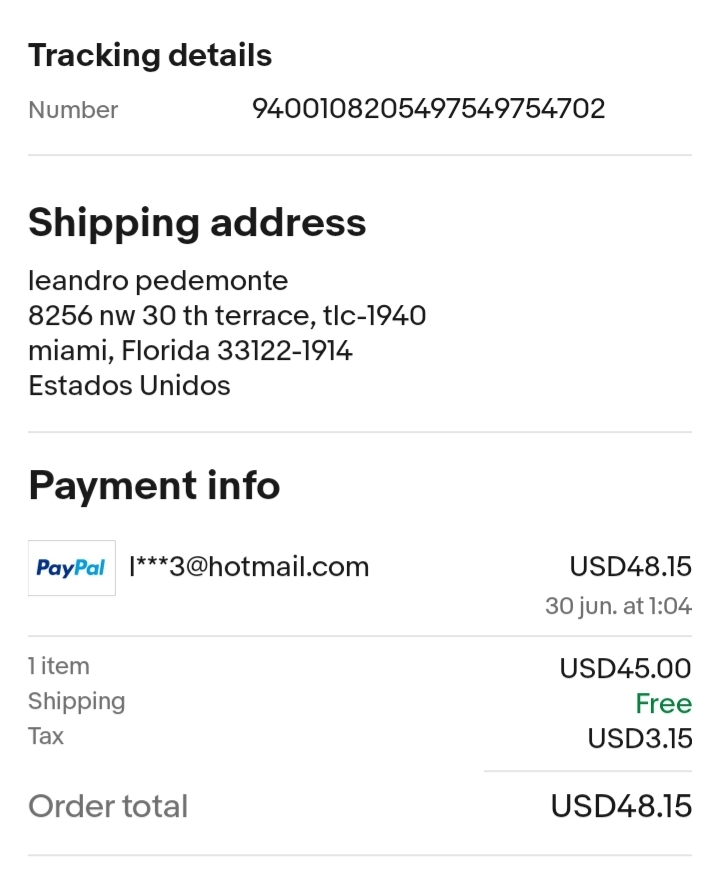 Tracking details
Number 9400108205497549754702
Shipping address
leandro pedemonte
8256 nw 30 th terrace, tlc-1940
miami, Florida 33122-1914
Estados Unidos
Payment info
PayPal l***3@hotmail.com USD48.15
30 jun. at 1:04
1 item USD45.00
Shipping Free
Tax USD3.15
Order total USD48.15